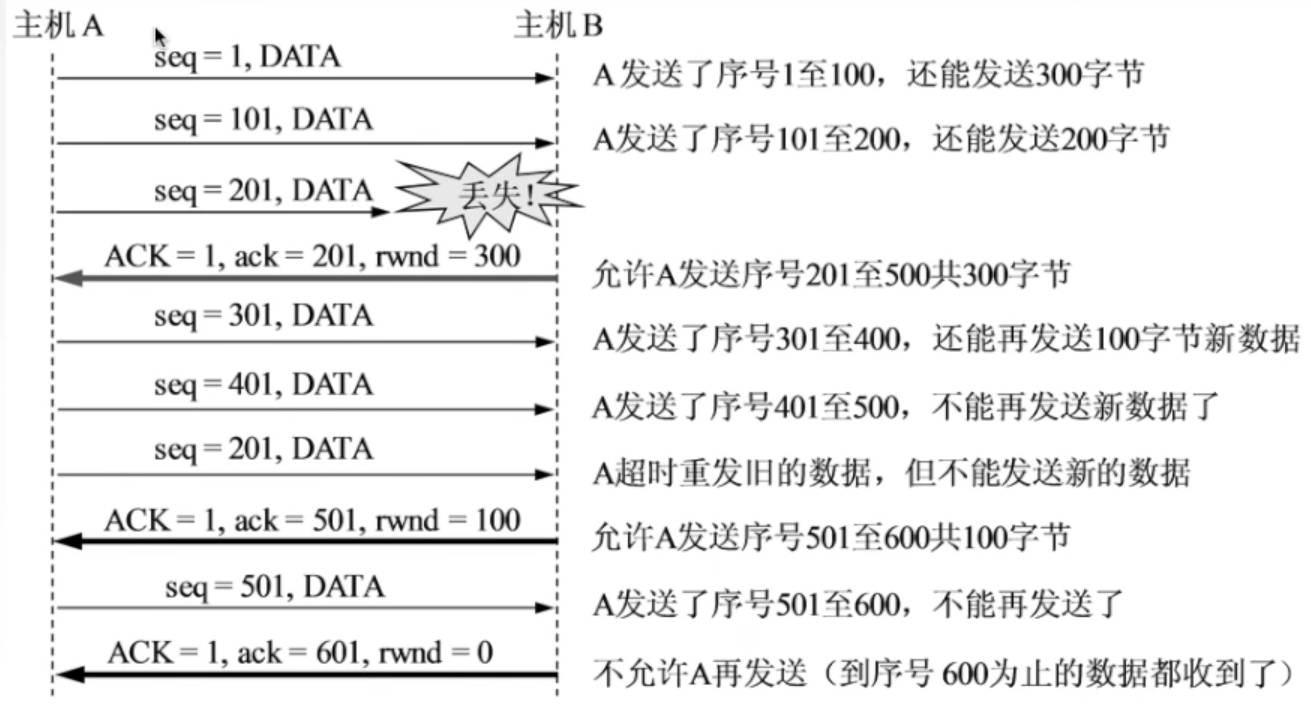 主机A 主机B
seq = 1, DATA A发送了序号1至100，还能发送300字节
seq = 101, DATA A发送了序号101至200，还能发送200字节
seq = 201, DATA 丢失!
ACK = 1, ack = 201, rwnd = 300 允许A发送序号201至500共300字节
seq = 301, DATA A发送了序号301至400，还能再发送100字节新数据
seq = 401, DATA A发送了序号401至500，不能再发送新数据了
seq = 201, DATA A超时重发旧的数据，但不能发送新的数据
ACK = 1, ack = 501, rwnd = 100 允许A发送序号501至600共100字节
seq = 501, DATA A发送了序号501至600，不能再发送了
ACK = 1, ack = 601, rwnd = 0 不允许A再发送（到序号 600为止的数据都收到了）